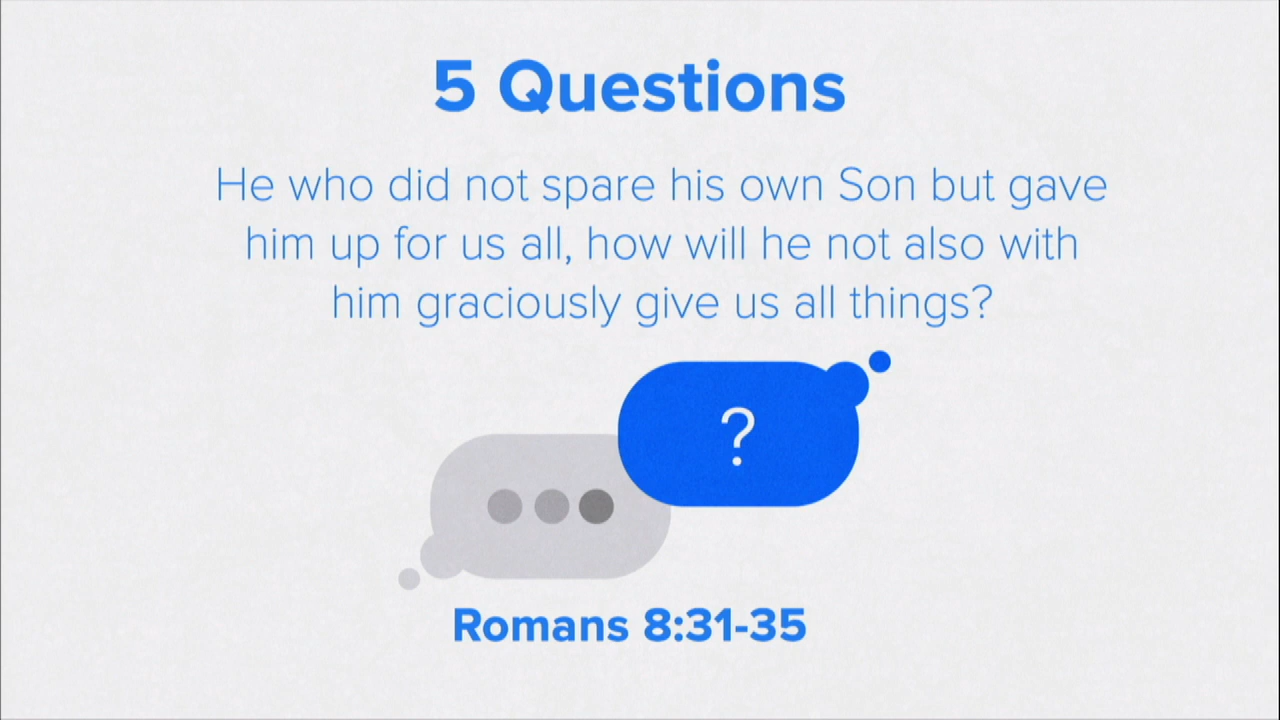 5 Questions
He who did not spare his own Son but gave
him up for us all, how will he not also with
him graciously give us all things?
?
Romans 8:31-35